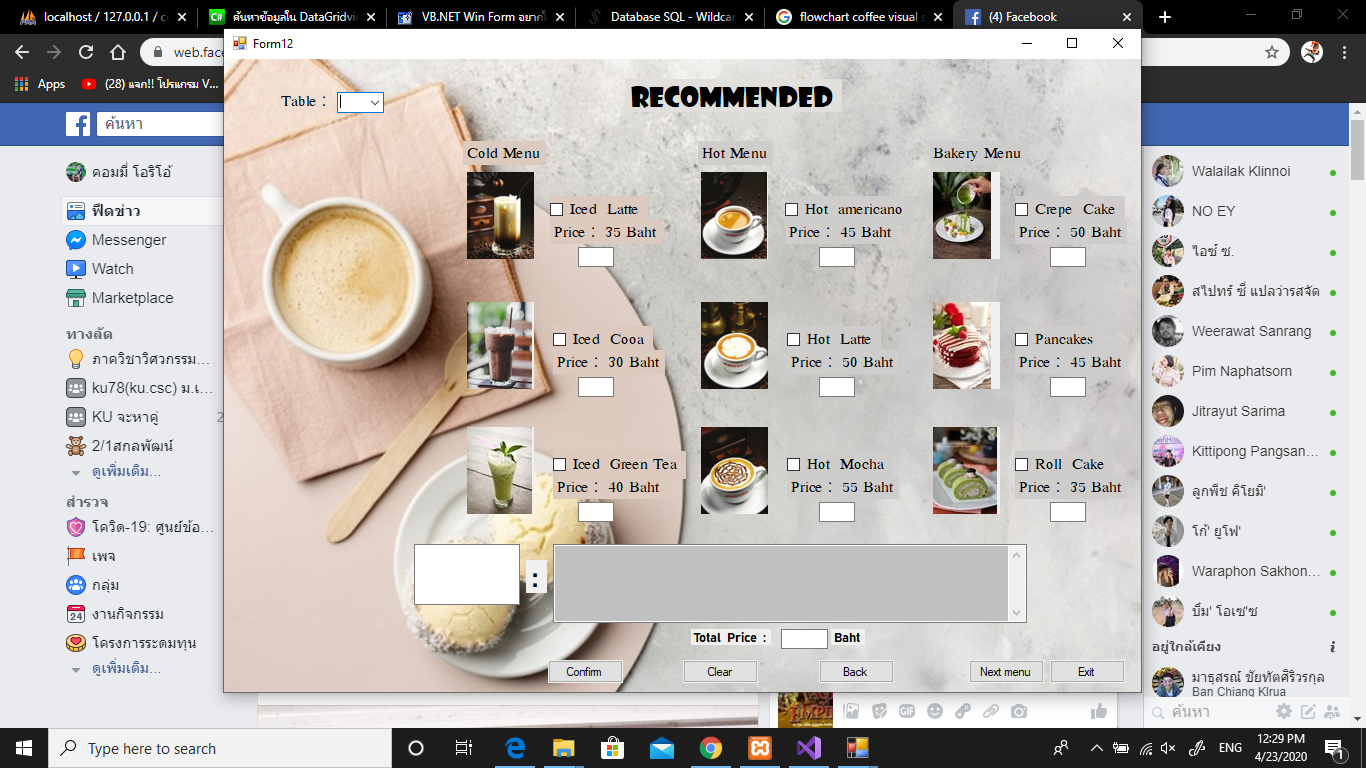 localhost / 127.0.0.1 / c
ค้นหาข้อมูลใน DataGridvi
VB.NET Win Form อยากใ
Database SQL - Wildcar
flowchart coffee visual s
(4) Facebook
web.face
Apps
(28) แจก!! โปรแกรม V...
Form12
Table :
RECOMMENDED
Cold Menu
Hot Menu
Bakery Menu
Iced Latte
Price : 35 Baht
Hot americano
Price : 45 Baht
Crepe Cake
Price : 50 Baht
Iced Cooa
Price : 30 Baht
Hot Latte
Price : 50 Baht
Pancakes
Price : 45 Baht
Iced Green Tea
Price : 40 Baht
Hot Mocha
Price : 55 Baht
Roll Cake
Price : 35 Baht
:
Total Price :
Baht
Confirm
Clear
Back
Next menu
Exit
ค้นหา
คอมมี่ โอริโอ้
ฟีดข่าว
Messenger
Watch
Marketplace
ทางลัด
ภาควิชาวิศวกรรม...
ku78(ku.csc) ม.เ...
KU จะหาคู่
2
2/1สกลพัฒน์
ดูเพิ่มเติม...
สำรวจ
โควิด-19: ศูนย์ข้อ...
เพจ
กลุ่ม
24
งานกิจกรรม
โครงการระดมทุน
ดูเพิ่มเติม...
Walailak Klinnoi
NO EY
ไอซ์ ซ.
สไปทร์ ซี่ แปลว่ารสจัด
Weerawat Sanrang
Pim Naphatsorn
Jitrayut Sarima
Kittipong Pangsan...
ลูกพีช คิโยมิ'
โก้' ยูโฟ'
Waraphon Sakhon...
บิ๊ม' โอเซ'ซ
อยู่ใกล้เคียง
มาธุสรณ์ ชัยทัตศิริวรกุล
Ban Chiang Klrua
ค้นหา
GIF
Type here to search
ENG
12:29 PM
4/23/2020
1